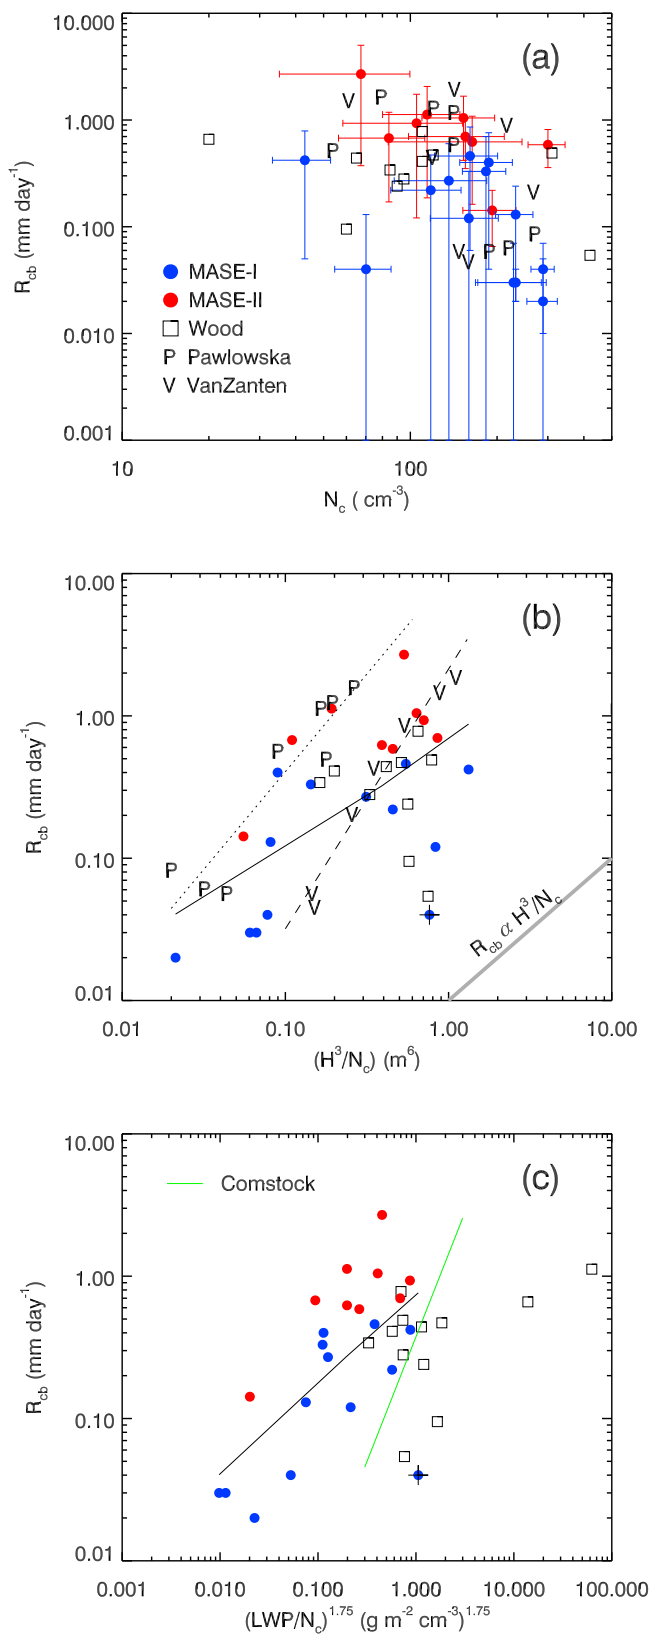 10.000
(a)
1.000
0.100
0.010
0.001
R_cb (mm day^-1)
MASE-I
MASE-II
Wood
P Pawlowska
V VanZanten
V P V P P V V V P V P V V P P P
10 100
N_c ( cm^-3)
10.00
(b)
1.00
0.10
0.01
R_cb (mm day^-1)
P P P P P P P P
V V V V V V V
R_cb α H^3/N_c
0.01 0.10 1.00 10.00
(H^3/N_c) (m^6)
10.00
(c)
Comstock
1.00
0.10
0.01
R_cb (mm day^-1)
0.001 0.010 0.100 1.000 10.000 100.000
(LWP/N_c)^1.75 (g m^-2 cm^-3)^1.75